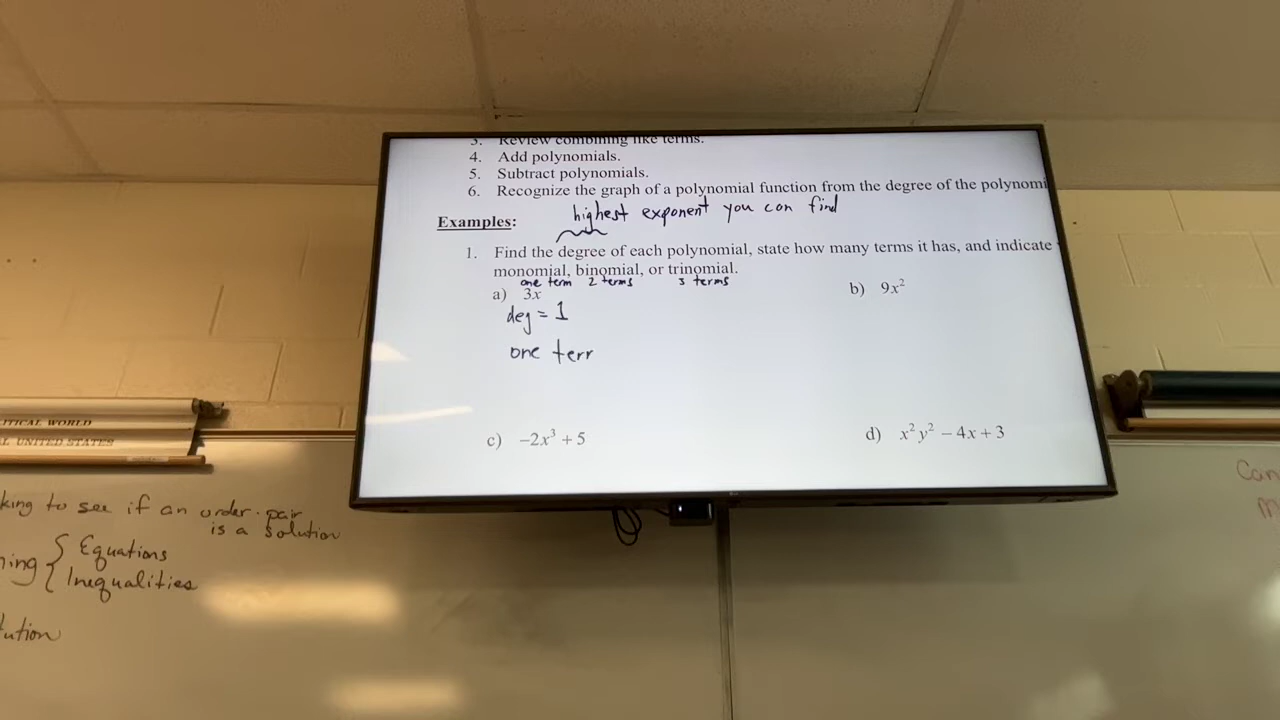 3. Review combining like terms.
4. Add polynomials.
5. Subtract polynomials.
6. Recognize the graph of a polynomial function from the degree of the polynomi
Examples: highest exponent you can find
1. Find the degree of each polynomial, state how many terms it has, and indicate
monomial, binomial, or trinomial.
one term 2 terms 3 terms
a) 3x b) 9x²
deg = 1
one terr
c) −2x³ + 5 d) x²y² − 4x + 3
ITICAL WORLD
L UNITED STATES
king to see if an order. pair
is a solution
ning { Equations
Inequalities
ution
Can